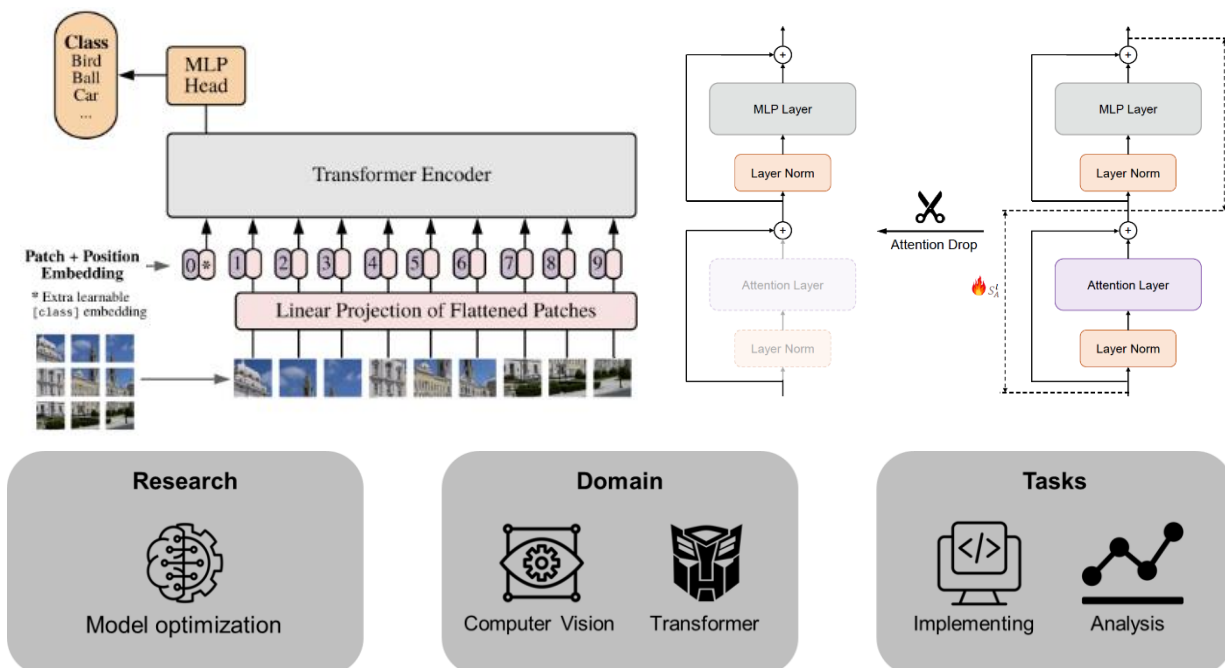 Class
Bird
Ball
Car
...
MLP
Head
Transformer Encoder
Patch + Position
Embedding
0 * 1 2 3 4 5 6 7 8 9
* Extra learnable
[class] embedding
Linear Projection of Flattened Patches
+
MLP Layer
Layer Norm
+
Attention Layer
Layer Norm
Attention Drop
+
MLP Layer
Layer Norm
+
Attention Layer
Layer Norm
Research
Model optimization
Domain
Computer Vision
Transformer
Tasks
</>
Implementing
Analysis